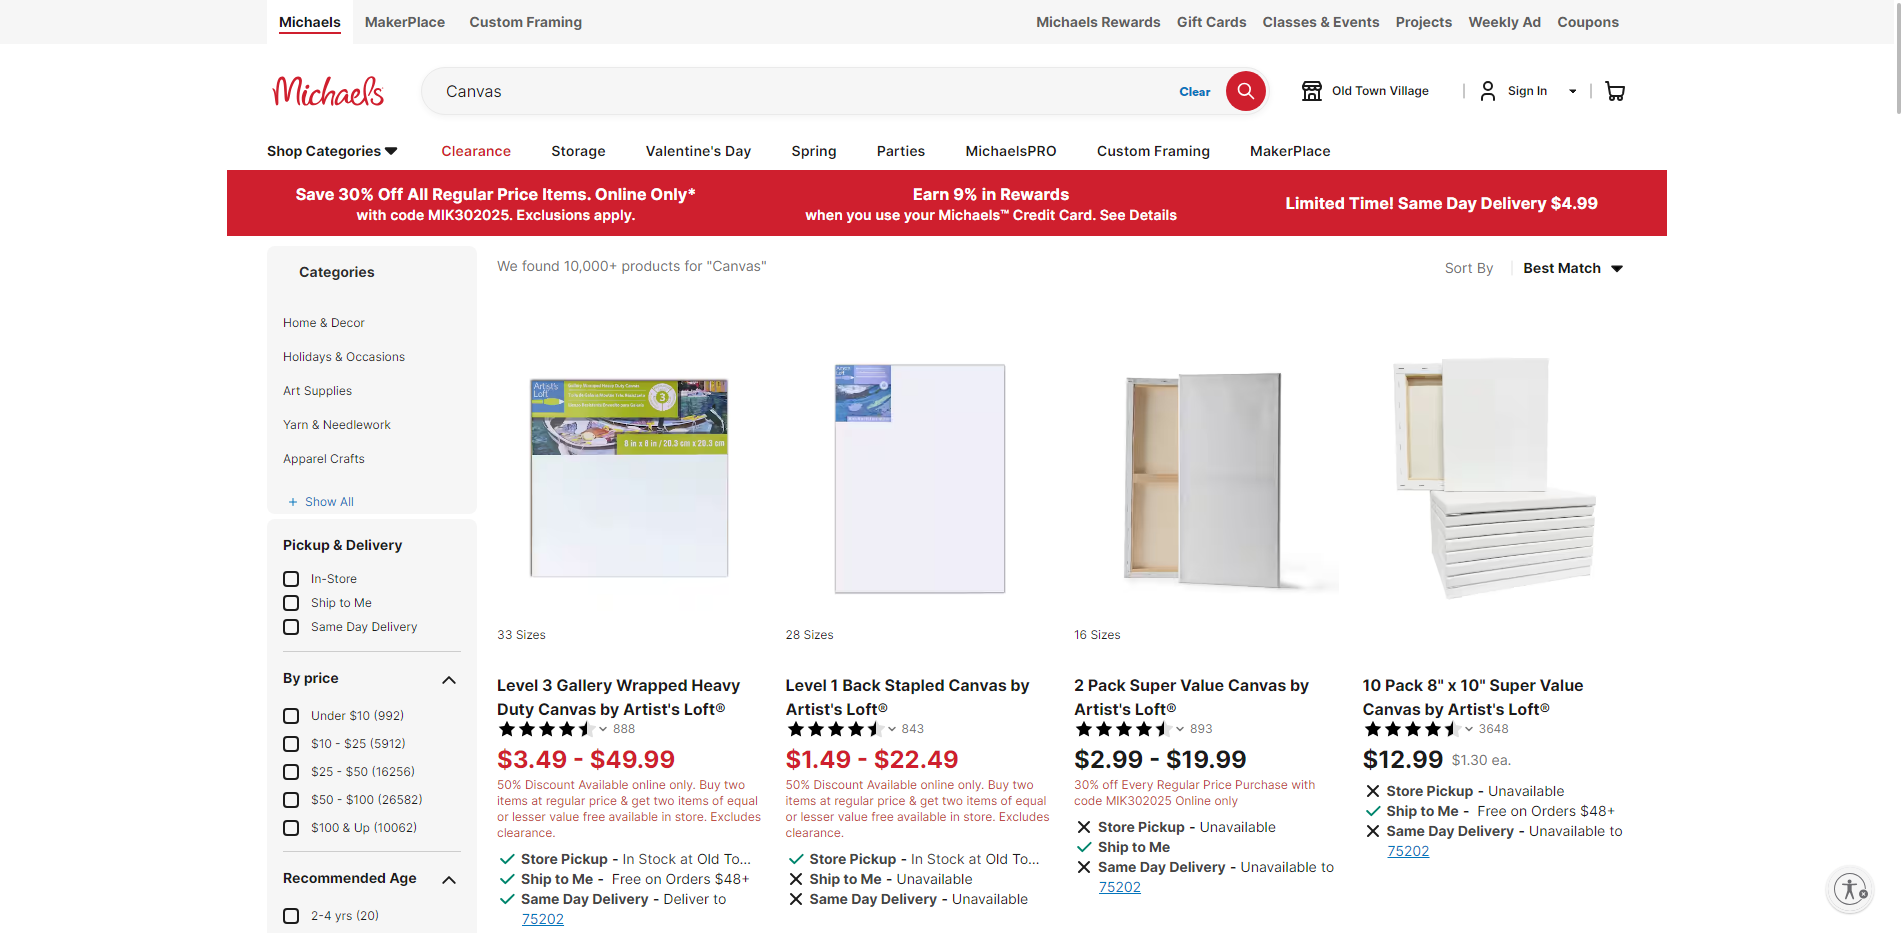 Michaels
MakerPlace
Custom Framing
Michaels Rewards
Gift Cards
Classes & Events
Projects
Weekly Ad
Coupons
Michaels
Canvas
Clear
Old Town Village
Sign In
Shop Categories
Clearance
Storage
Valentine's Day
Spring
Parties
MichaelsPRO
Custom Framing
MakerPlace
Save 30% Off All Regular Price Items. Online Only*
with code MIK302025. Exclusions apply.
Earn 9% in Rewards
when you use your Michaels™ Credit Card. See Details
Limited Time! Same Day Delivery $4.99
Categories
Home & Decor
Holidays & Occasions
Art Supplies
Yarn & Needlework
Apparel Crafts
+ Show All
Pickup & Delivery
In-Store
Ship to Me
Same Day Delivery
By price
Under $10 (992)
$10 - $25 (5912)
$25 - $50 (16256)
$50 - $100 (26582)
$100 & Up (10062)
Recommended Age
2-4 yrs (20)
We found 10,000+ products for "Canvas"
Sort By
Best Match
Artist's
Loft
3
8 in x 8 in / 20.3 cm x 20.3 cm
33 Sizes
Level 3 Gallery Wrapped Heavy
Duty Canvas by Artist's Loft®
888
$3.49 - $49.99
50% Discount Available online only. Buy two
items at regular price & get two items of equal
or lesser value free available in store. Excludes
clearance.
Store Pickup - In Stock at Old To...
Ship to Me - Free on Orders $48+
Same Day Delivery - Deliver to
75202
28 Sizes
Level 1 Back Stapled Canvas by
Artist's Loft®
843
$1.49 - $22.49
50% Discount Available online only. Buy two
items at regular price & get two items of equal
or lesser value free available in store. Excludes
clearance.
Store Pickup - In Stock at Old To...
Ship to Me - Unavailable
Same Day Delivery - Unavailable
16 Sizes
2 Pack Super Value Canvas by
Artist's Loft®
893
$2.99 - $19.99
30% off Every Regular Price Purchase with
code MIK302025 Online only
Store Pickup - Unavailable
Ship to Me
Same Day Delivery - Unavailable to
75202
10 Pack 8" x 10" Super Value
Canvas by Artist's Loft®
3648
$12.99 $1.30 ea.
Store Pickup - Unavailable
Ship to Me - Free on Orders $48+
Same Day Delivery - Unavailable to
75202